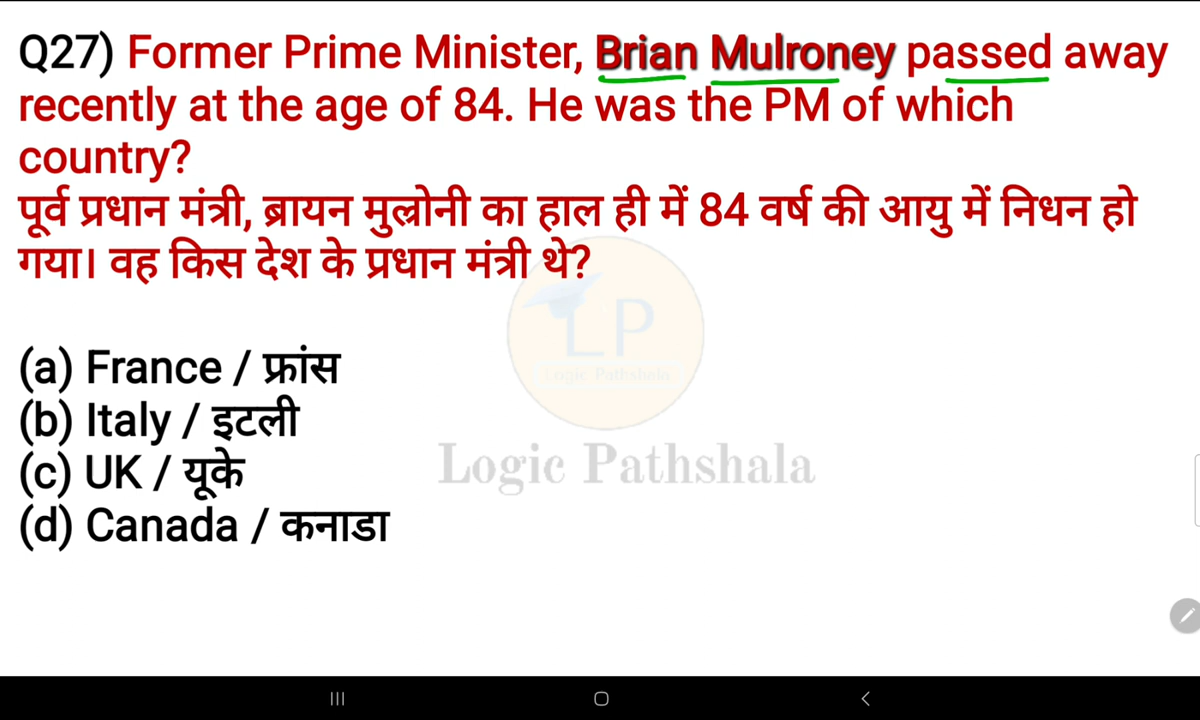 Q27) Former Prime Minister, Brian Mulroney passed away
recently at the age of 84. He was the PM of which
country?
पूर्व प्रधान मंत्री, ब्रायन मुल्रोनी का हाल ही में 84 वर्ष की आयु में निधन हो
गया। वह किस देश के प्रधान मंत्री थे?
LP
Logic Pathshala
(a) France / फ्रांस
(b) Italy / इटली
Logic Pathshala
(c) UK / यूके
(d) Canada / कनाडा